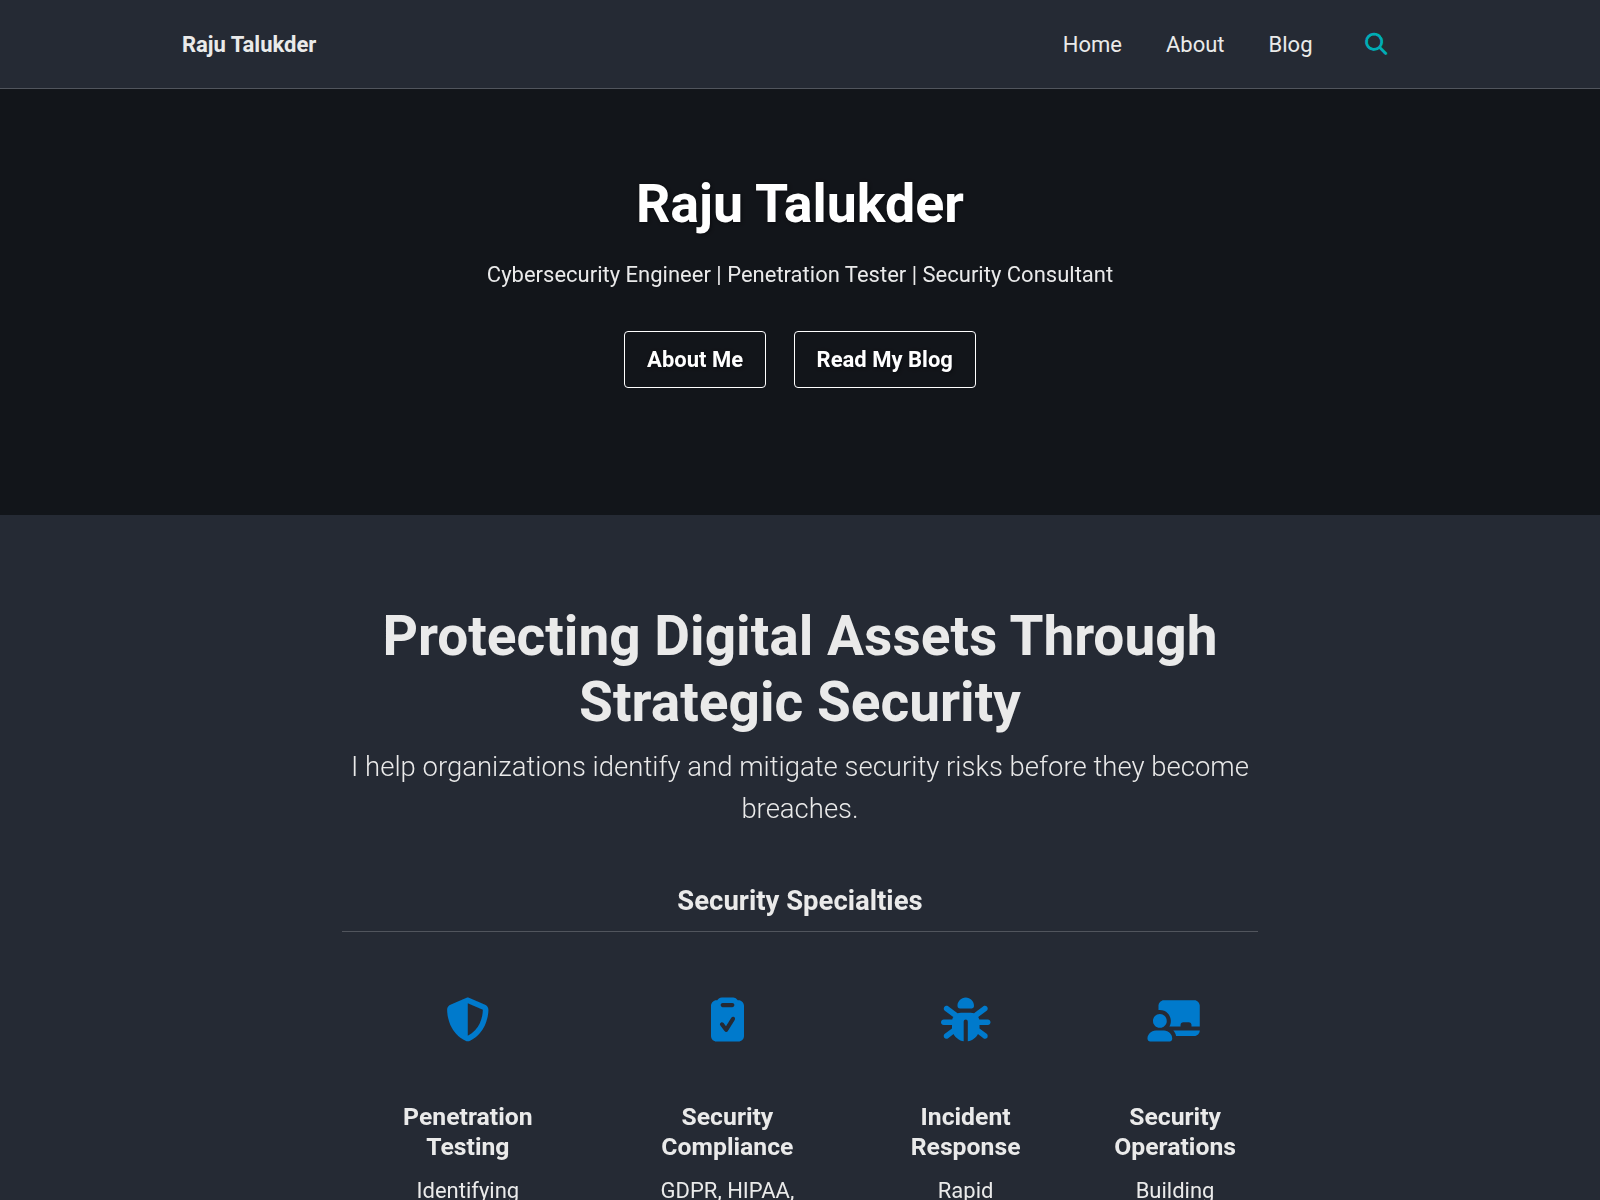 Raju Talukder
Home
About
Blog
Raju Talukder
Cybersecurity Engineer | Penetration Tester | Security Consultant
About Me
Read My Blog
Protecting Digital Assets Through
Strategic Security
I help organizations identify and mitigate security risks before they become
breaches.
Security Specialties
Penetration
Testing
Identifying
Security
Compliance
GDPR, HIPAA,
Incident
Response
Rapid
Security
Operations
Building